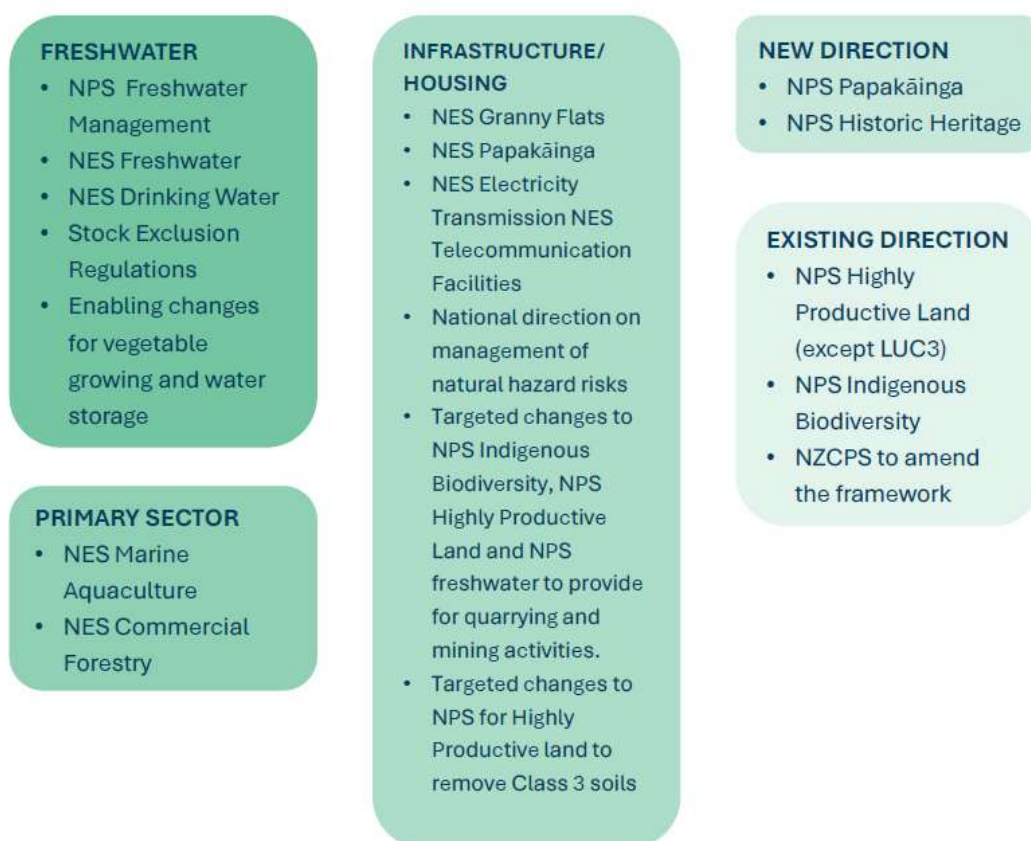 FRESHWATER
• NPS Freshwater
Management
• NES Freshwater
• NES Drinking Water
• Stock Exclusion
Regulations
• Enabling changes
for vegetable
growing and water
storage
PRIMARY SECTOR
• NES Marine
Aquaculture
• NES Commercial
Forestry
INFRASTRUCTURE/
HOUSING
• NES Granny Flats
• NES Papakāinga
• NES Electricity
Transmission NES
Telecommunication
Facilities
• National direction on
management of
natural hazard risks
• Targeted changes to
NPS Indigenous
Biodiversity, NPS
Highly Productive
Land and NPS
freshwater to provide
for quarrying and
mining activities.
• Targeted changes to
NPS for Highly
Productive land to
remove Class 3 soils
NEW DIRECTION
• NPS Papakāinga
• NPS Historic Heritage
EXISTING DIRECTION
• NPS Highly
Productive Land
(except LUC3)
• NPS Indigenous
Biodiversity
• NZCPS to amend
the framework